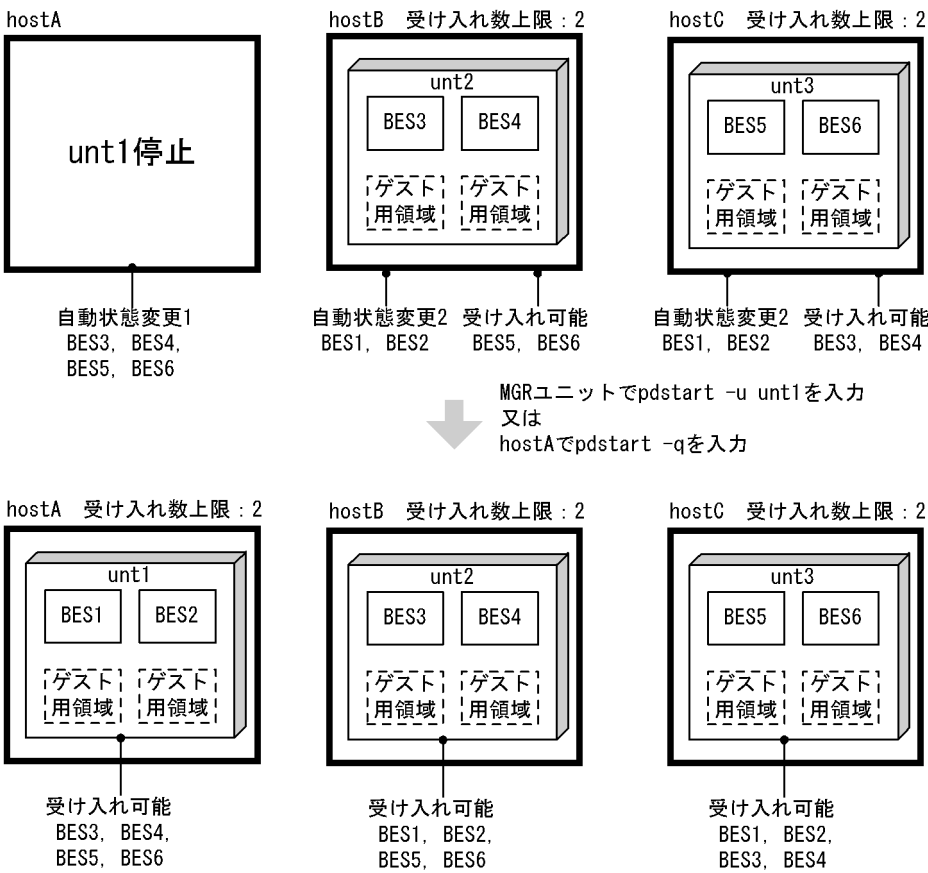 hostA
hostB 受け入れ数上限：2
hostC 受け入れ数上限：2
unt1停止
unt2
BES3 BES4
ゲスト用領域 ゲスト用領域
unt3
BES5 BES6
ゲスト用領域 ゲスト用領域
自動状態変更1
BES3, BES4,
BES5, BES6
自動状態変更2 受け入れ可能
BES1, BES2 BES5, BES6
自動状態変更2 受け入れ可能
BES1, BES2 BES3, BES4
MGRユニットでpdstart -u unt1を入力
又は
hostAでpdstart -qを入力
hostA 受け入れ数上限：2
hostB 受け入れ数上限：2
hostC 受け入れ数上限：2
unt1
BES1 BES2
ゲスト用領域 ゲスト用領域
unt2
BES3 BES4
ゲスト用領域 ゲスト用領域
unt3
BES5 BES6
ゲスト用領域 ゲスト用領域
受け入れ可能
BES3, BES4,
BES5, BES6
受け入れ可能
BES1, BES2,
BES5, BES6
受け入れ可能
BES1, BES2,
BES3, BES4